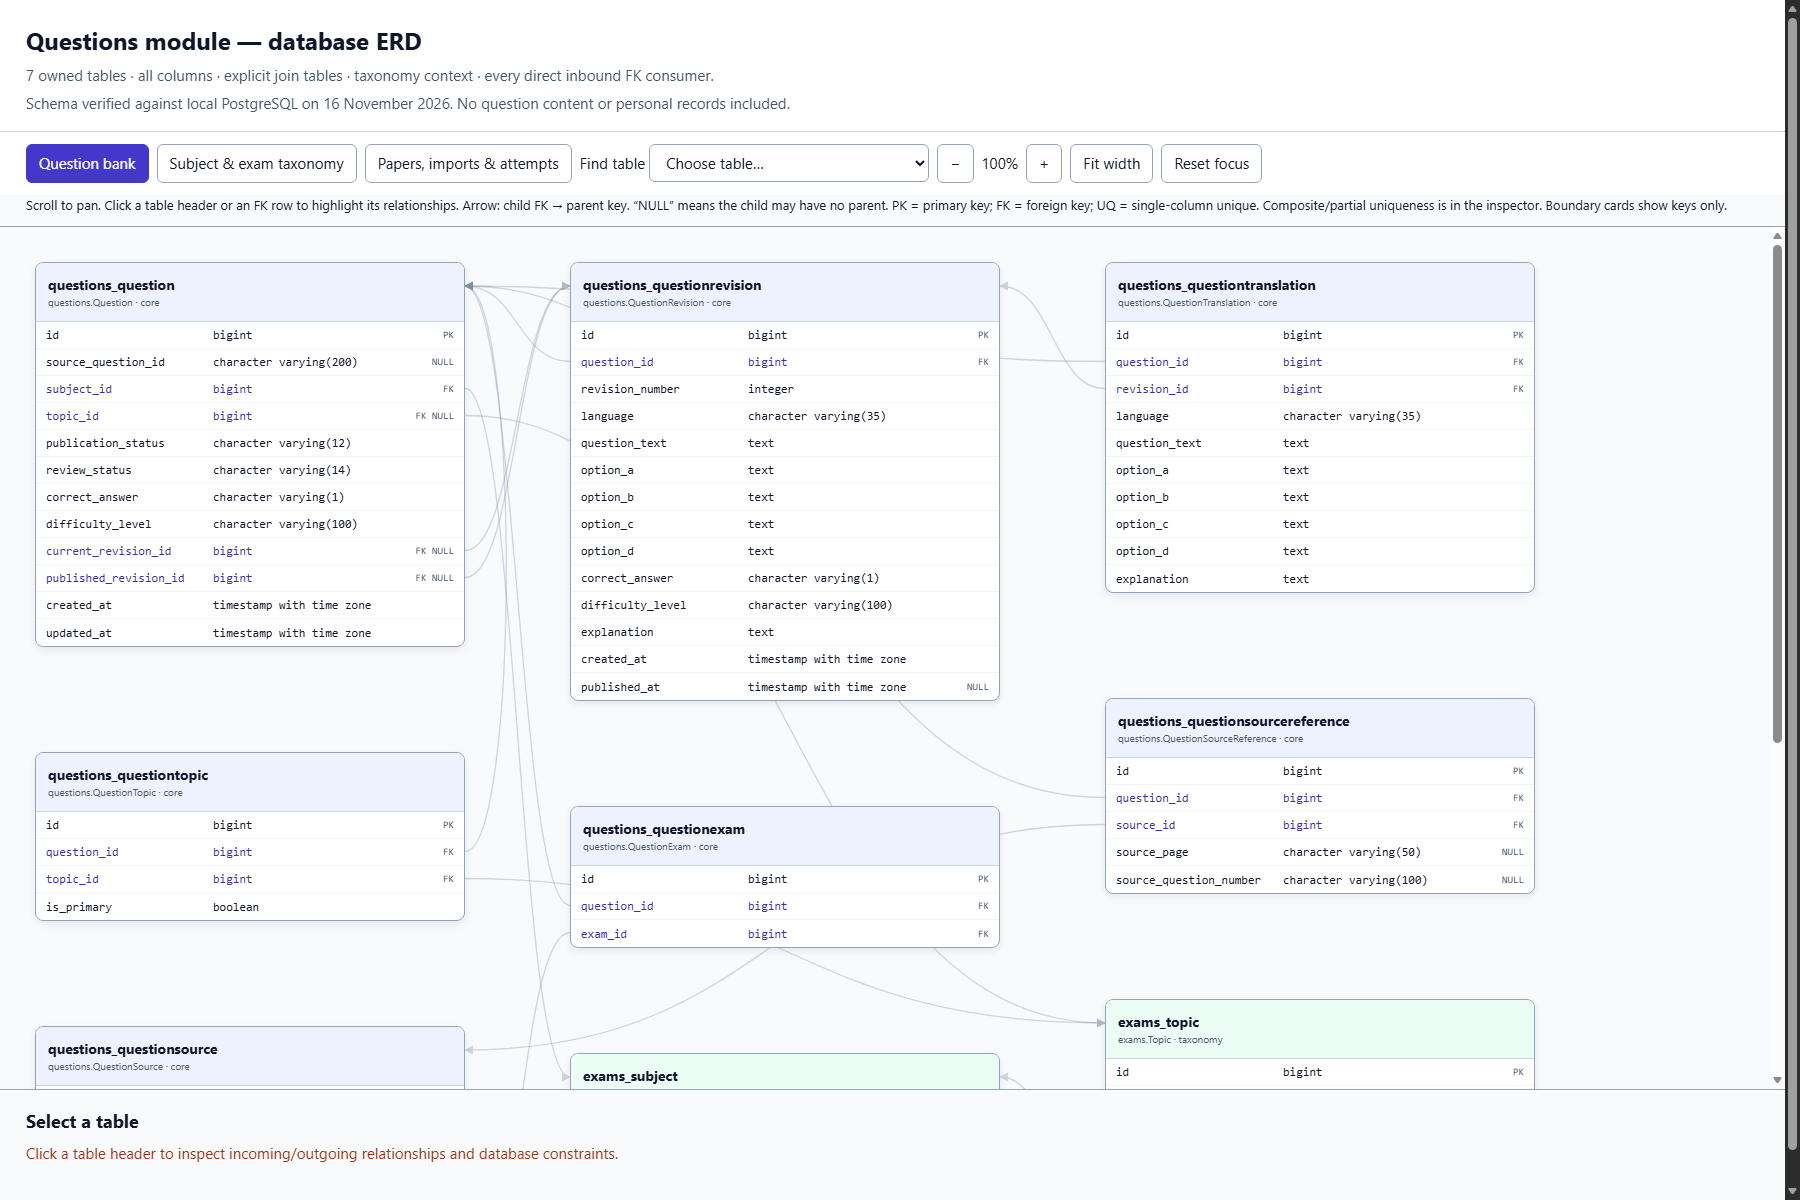 Questions module — database ERD
7 owned tables · all columns · explicit join tables · taxonomy context · every direct inbound FK consumer.
Schema verified against local PostgreSQL on 16 November 2026. No question content or personal records included.
Question bank
Subject & exam taxonomy
Papers, imports & attempts
Find table
Choose table...
−
100%
+
Fit width
Reset focus
Scroll to pan. Click a table header or an FK row to highlight its relationships. Arrow: child FK → parent key. “NULL” means the child may have no parent. PK = primary key; FK = foreign key; UQ = single-column unique. Composite/partial uniqueness is in the inspector. Boundary cards show keys only.
questions_question
questions.Question · core
id bigint PK
source_question_id character varying(200) NULL
subject_id bigint FK
topic_id bigint FK NULL
publication_status character varying(12)
review_status character varying(14)
correct_answer character varying(1)
difficulty_level character varying(100)
current_revision_id bigint FK NULL
published_revision_id bigint FK NULL
created_at timestamp with time zone
updated_at timestamp with time zone
questions_questionrevision
questions.QuestionRevision · core
id bigint PK
question_id bigint FK
revision_number integer
language character varying(35)
question_text text
option_a text
option_b text
option_c text
option_d text
correct_answer character varying(1)
difficulty_level character varying(100)
explanation text
created_at timestamp with time zone
published_at timestamp with time zone NULL
questions_questiontranslation
questions.QuestionTranslation · core
id bigint PK
question_id bigint FK
revision_id bigint FK
language character varying(35)
question_text text
option_a text
option_b text
option_c text
option_d text
explanation text
questions_questionsourcereference
questions.QuestionSourceReference · core
id bigint PK
question_id bigint FK
source_id bigint FK
source_page character varying(50) NULL
source_question_number character varying(100) NULL
questions_questiontopic
questions.QuestionTopic · core
id bigint PK
question_id bigint FK
topic_id bigint FK
is_primary boolean
questions_questionexam
questions.QuestionExam · core
id bigint PK
question_id bigint FK
exam_id bigint FK
exams_topic
exams.Topic · taxonomy
id bigint PK
questions_questionsource
questions.QuestionSource · core
exams_subject
Select a table
Click a table header to inspect incoming/outgoing relationships and database constraints.